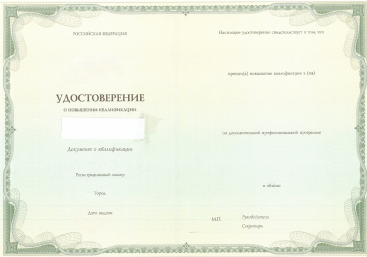 РОССИЙСКАЯ ФЕДЕРАЦИЯ
УДОСТОВЕРЕНИЕ
О ПОВЫШЕНИИ КВАЛИФИКАЦИИ
Документ о квалификации
Регистрационный номер
Город
Дата выдачи
Настоящее удостоверение свидетельствует о том, что
прошел(а) повышение квалификации в (на)
по дополнительной профессиональной программе
в объёме
М.П.
Руководитель
Секретарь